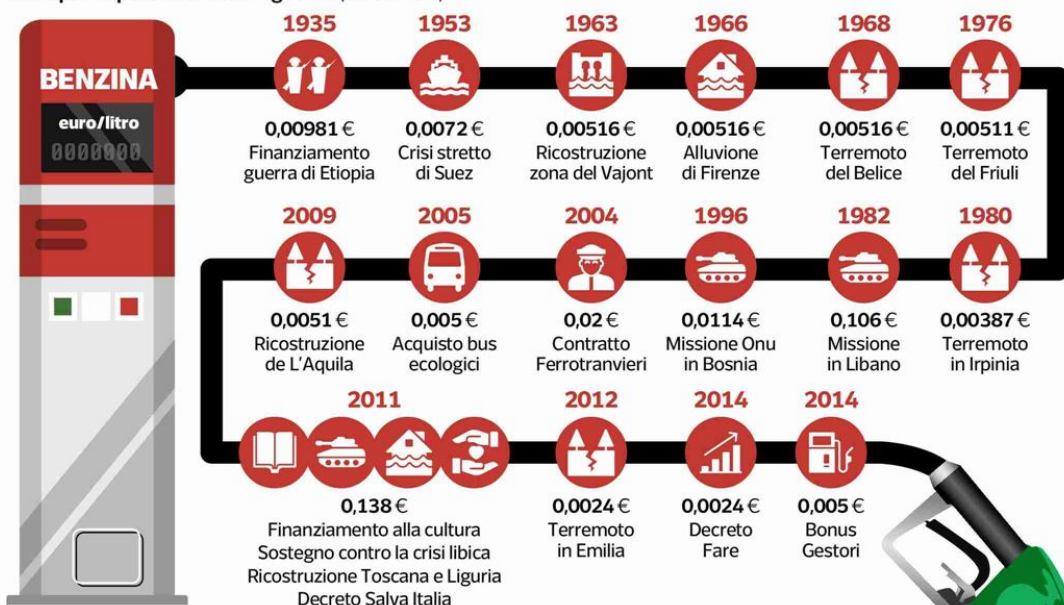 BENZINA
euro/litro
0000000
1935
0,00981 €
Finanziamento
guerra di Etiopia
1953
0,0072 €
Crisi stretto
di Suez
1963
0,00516 €
Ricostruzione
zona del Vajont
1966
0,00516 €
Alluvione
di Firenze
1968
0,00516 €
Terremoto
del Belice
1976
0,00511 €
Terremoto
del Friuli
2009
0,0051 €
Ricostruzione
de L'Aquila
2005
0,005 €
Acquisto bus
ecologici
2004
0,02 €
Contratto
Ferrotranvieri
1996
0,0114 €
Missione Onu
in Bosnia
1982
0,106 €
Missione
in Libano
1980
0,00387 €
Terremoto
in Irpinia
2011
0,138 €
Finanziamento alla cultura
Sostegno contro la crisi libica
Ricostruzione Toscana e Liguria
Decreto Salva Italia
2012
0,0024 €
Terremoto
in Emilia
2014
0,0024 €
Decreto
Fare
2014
0,005 €
Bonus
Gestori